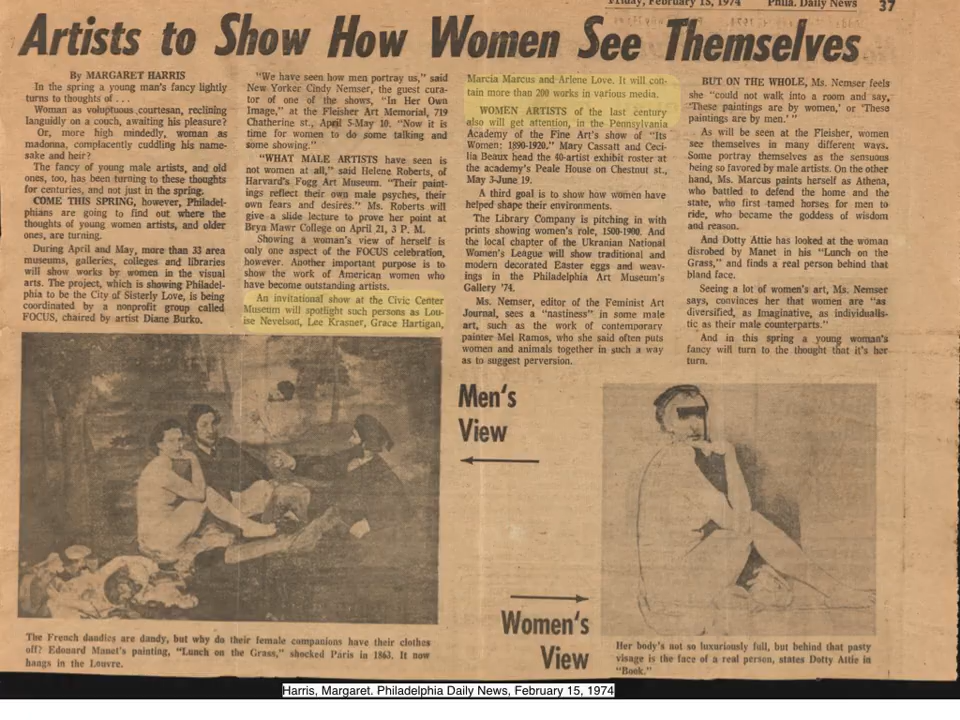 Friday, February 15, 1974 Phila. Daily News 37
Artists to Show How Women See Themselves
By MARGARET HARRIS
In the spring a young man's fancy lightly
turns to thoughts of . . .
Woman as voluptuous courtesan, reclining
languidly on a couch, awaiting his pleasure?
Or, more high mindedly, woman as
madonna, complacently cuddling his name-
sake and heir?
The fancy of young male artists, and old
ones, too, has been turning to these thoughts
for centuries, and not just in the spring.
COME THIS SPRING, however, Philadel-
phians are going to find out where the
thoughts of young women artists, and older
ones, are turning.
During April and May, more than 33 area
museums, galleries, colleges and libraries
will show works by women in the visual
arts. The project, which is showing Philadel-
phia to be the City of Sisterly Love, is being
coordinated by a nonprofit group called
FOCUS, chaired by artist Diane Burko.
"We have seen how men portray us," said
New Yorker Cindy Nemser, the guest cura-
tor of one of the shows, "In Her Own
Image," at the Fleisher Art Memorial, 719
Chatherine st., April 5-May 10. "Now it is
time for women to do some talking and
some showing."
"WHAT MALE ARTISTS have seen is
not women at all," said Helene Roberts, of
Harvard's Fogg Art Museum. "Their paint-
ings reflect their own male psyches, their
own fears and desires." Ms. Roberts will
give a slide lecture to prove her point at
Bryn Mawr College on April 21, 3 P. M.
Showing a woman's view of herself is
only one aspect of the FOCUS celebration,
however. Another important purpose is to
show the work of American women who
have become outstanding artists.
An invitational show at the Civic Center
Museum will spotlight such persons as Lou-
ise Nevelson, Lee Krasner, Grace Hartigan,
Marcia Marcus and Arlene Love. It will con-
tain more than 200 works in various media.
WOMEN ARTISTS of the last century
also will get attention, in the Pennsylvania
Academy of the Fine Art's show of "Its
Women: 1890-1920." Mary Cassatt and Ceci-
lia Beaux head the 40-artist exhibit roster at
the academy's Peale House on Chestnut st.,
May 3-June 19.
A third goal is to show how women have
helped shape their environments.
The Library Company is pitching in with
prints showing women's role, 1500-1900. And
the local chapter of the Ukranian National
Women's League will show traditional and
modern decorated Easter eggs and weav-
ings in the Philadelphia Art Museum's
Gallery '74.
Ms. Nemser, editor of the Feminist Art
Journal, sees a "nastiness" in some male
art, such as the work of contemporary
painter Mel Ramos, who she said often puts
women and animals together in such a way
as to suggest perversion.
BUT ON THE WHOLE, Ms. Nemser feels
she "could not walk into a room and say,
'These paintings are by women,' or 'These
paintings are by men.' "
As will be seen at the Fleisher, women
see themselves in many different ways.
Some portray themselves as the sensuous
being so favored by male artists. On the other
hand, Ms. Marcus paints herself as Athena,
who battled to defend the home and the
state, who first tamed horses for men to
ride, who became the goddess of wisdom
and reason.
And Dotty Attie has looked at the woman
disrobed by Manet in his "Lunch on the
Grass," and finds a real person behind that
bland face.
Seeing a lot of women's art, Ms. Nemser
says, convinces her that women are "as
diversified, as imaginative, as individualis-
tic as their male counterparts."
And in this spring a young woman's
fancy will turn to the thought that it's her
turn.
Men's
View
Women's
View
The French dandies are dandy, but why do their female companions have their clothes
off? Edouard Manet's painting, "Lunch on the Grass," shocked Paris in 1863. It now
hangs in the Louvre.
Her body's not so luxuriously full, but behind that pasty
visage is the face of a real person, states Dotty Attie in
"Book."
Harris, Margaret. Philadelphia Daily News, February 15, 1974